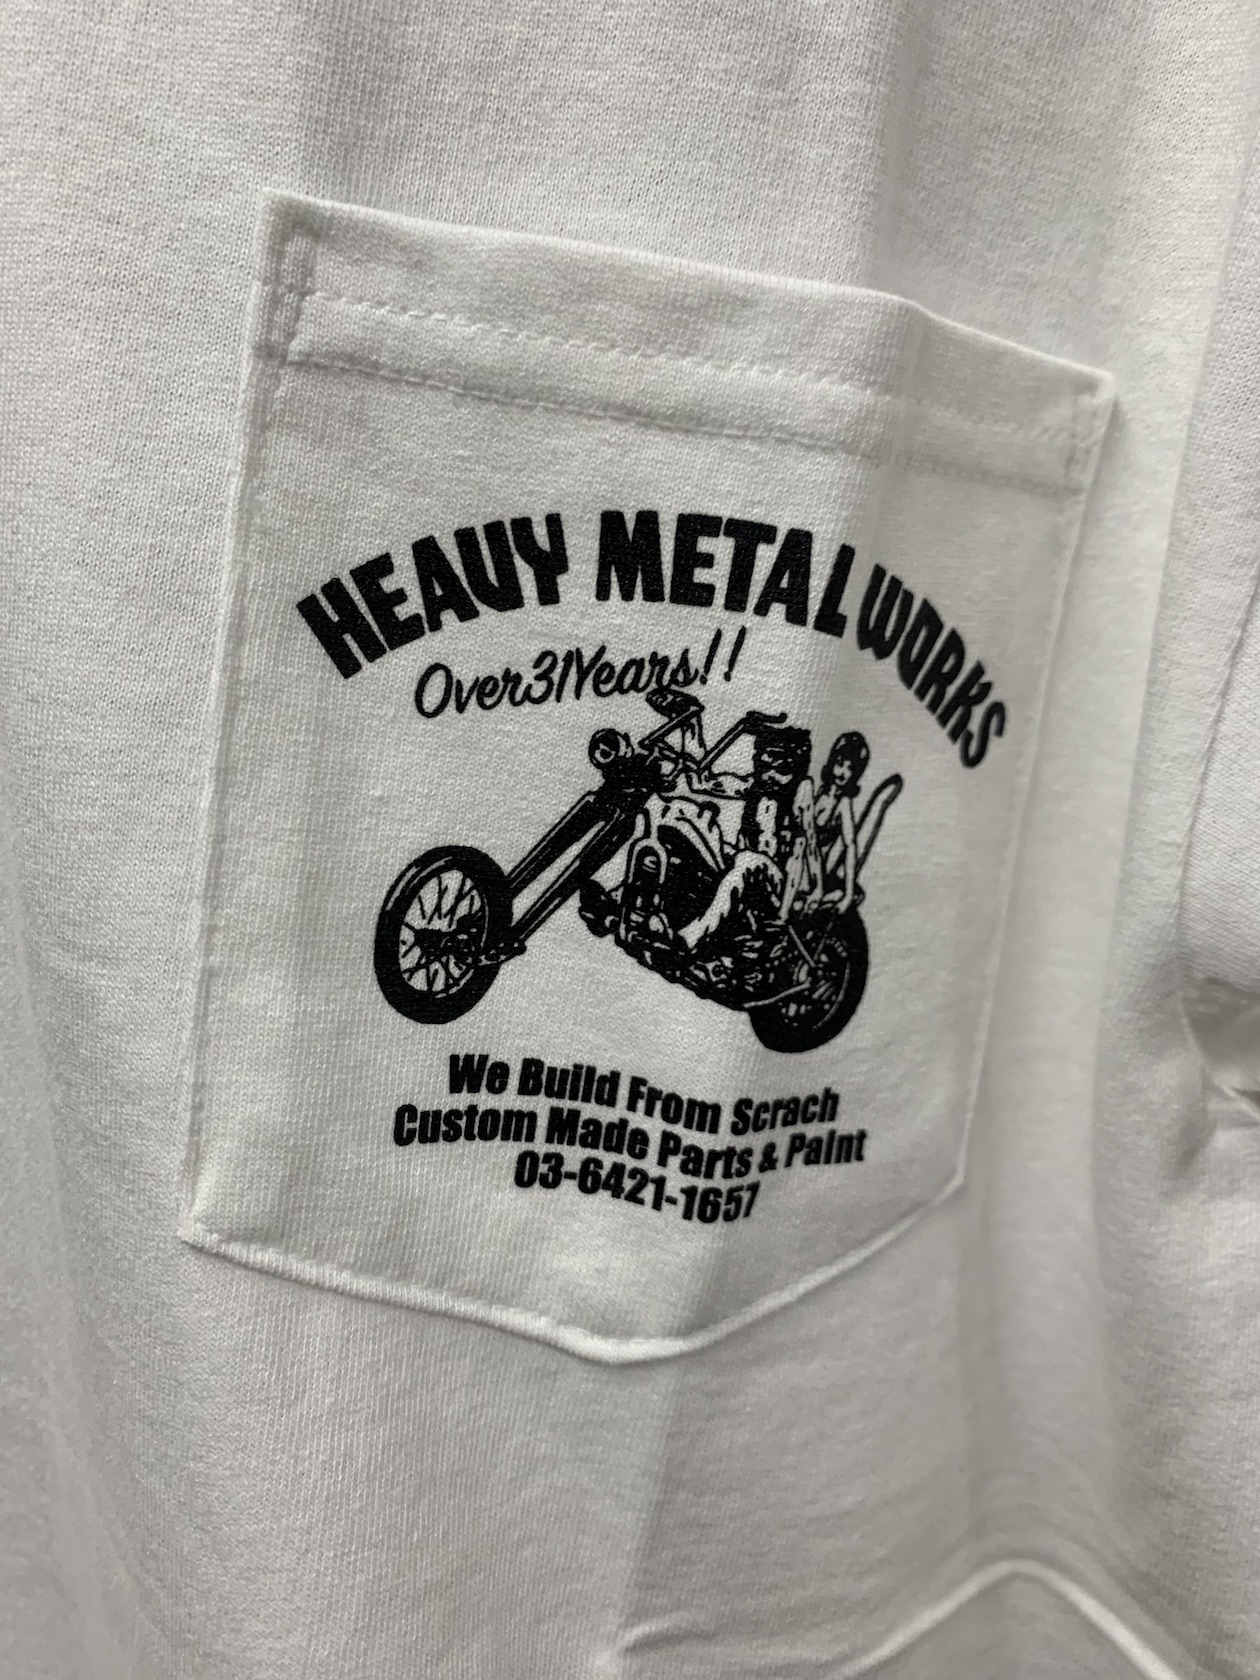 HEAVY METAL WORKS
Over31Years!!
We Build From Scrach
Custom Made Parts & Paint
03-6421-1657